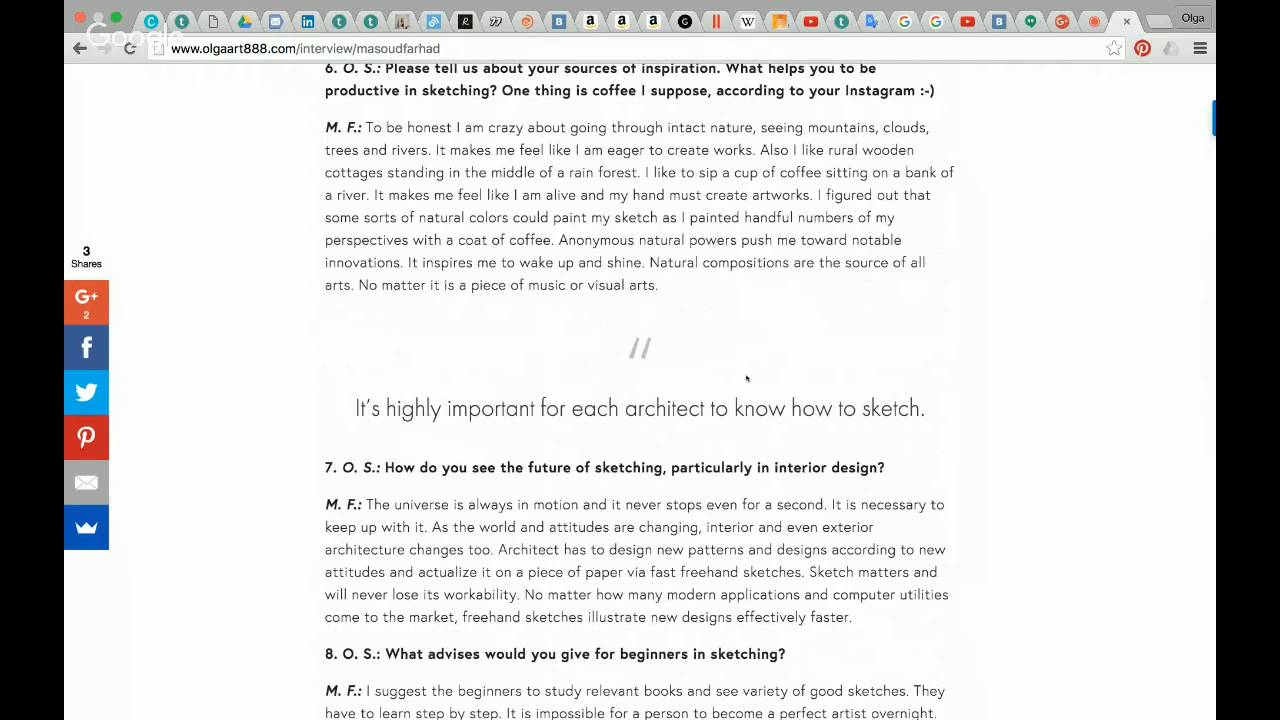 Olga
Google
www.olgaart888.com/interview/masoudfarhad
6. O. S.: Please tell us about your sources of inspiration. What helps you to be
productive in sketching? One thing is coffee I suppose, according to your Instagram :-)
M. F.: To be honest I am crazy about going through intact nature, seeing mountains, clouds,
trees and rivers. It makes me feel like I am eager to create works. Also I like rural wooden
cottages standing in the middle of a rain forest. I like to sip a cup of coffee sitting on a bank of
a river. It makes me feel like I am alive and my hand must create artworks. I figured out that
some sorts of natural colors could paint my sketch as I painted handful numbers of my
perspectives with a coat of coffee. Anonymous natural powers push me toward notable
innovations. It inspires me to wake up and shine. Natural compositions are the source of all
arts. No matter it is a piece of music or visual arts.
3
Shares
G+
2
"
It's highly important for each architect to know how to sketch.
7. O. S.: How do you see the future of sketching, particularly in interior design?
M. F.: The universe is always in motion and it never stops even for a second. It is necessary to
keep up with it. As the world and attitudes are changing, interior and even exterior
architecture changes too. Architect has to design new patterns and designs according to new
attitudes and actualize it on a piece of paper via fast freehand sketches. Sketch matters and
will never lose its workability. No matter how many modern applications and computer utilities
come to the market, freehand sketches illustrate new designs effectively faster.
8. O. S.: What advises would you give for beginners in sketching?
M. F.: I suggest the beginners to study relevant books and see variety of good sketches. They
have to learn step by step. It is impossible for a person to become a perfect artist overnight.